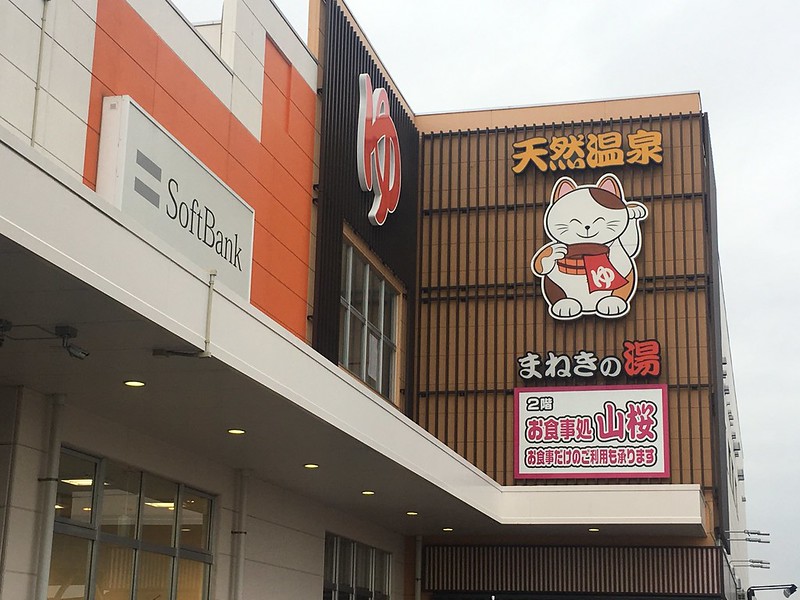 SoftBank
ゆ
天然温泉
ゆ
まねきの湯
2階
お食事処 山桜
お食事だけのご利用も承ります